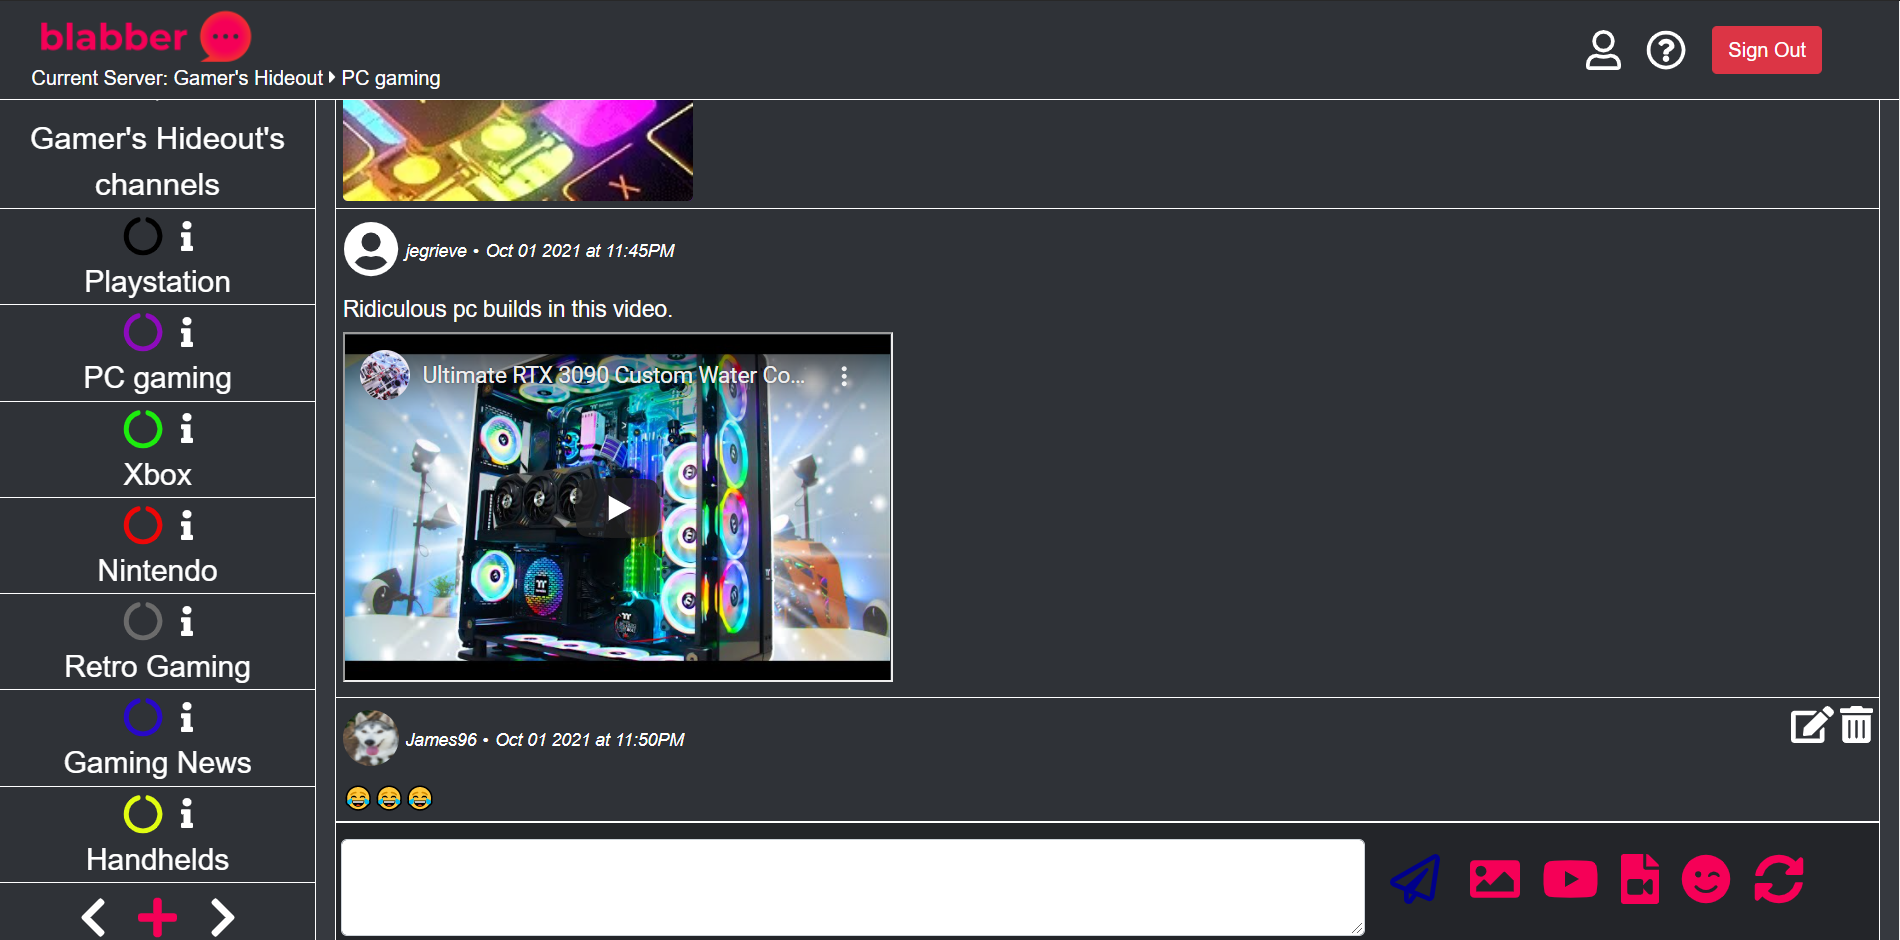 blabber
Current Server: Gamer's Hideout PC gaming
Sign Out
Gamer's Hideout's
channels
Playstation
PC gaming
Xbox
Nintendo
Retro Gaming
Gaming News
Handhelds
X
jegrieve • Oct 01 2021 at 11:45PM
Ridiculous pc builds in this video.
Ultimate RTX 3090 Custom Water Co...
James96 • Oct 01 2021 at 11:50PM
😂 😂 😂